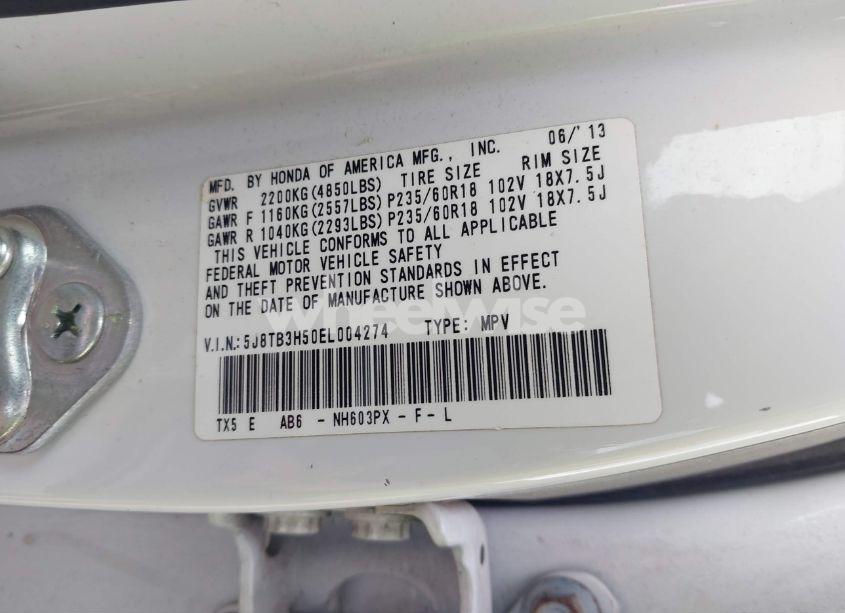 MFD. BY HONDA OF AMERICA MFG., INC. 06/'13
GVWR 2200KG(4850LBS) TIRE SIZE RIM SIZE
GAWR F 1160KG(2557LBS) P235/60R18 102V 18X7.5J
GAWR R 1040KG(2293LBS) P235/60R18 102V 18X7.5J
THIS VEHICLE CONFORMS TO ALL APPLICABLE
FEDERAL MOTOR VEHICLE SAFETY
AND THEFT PREVENTION STANDARDS IN EFFECT
ON THE DATE OF MANUFACTURE SHOWN ABOVE.
wheelwise
V.I.N.:5J8TB3H50EL004274 TYPE: MPV
TX5 E AB6 - NH603PX - F - L